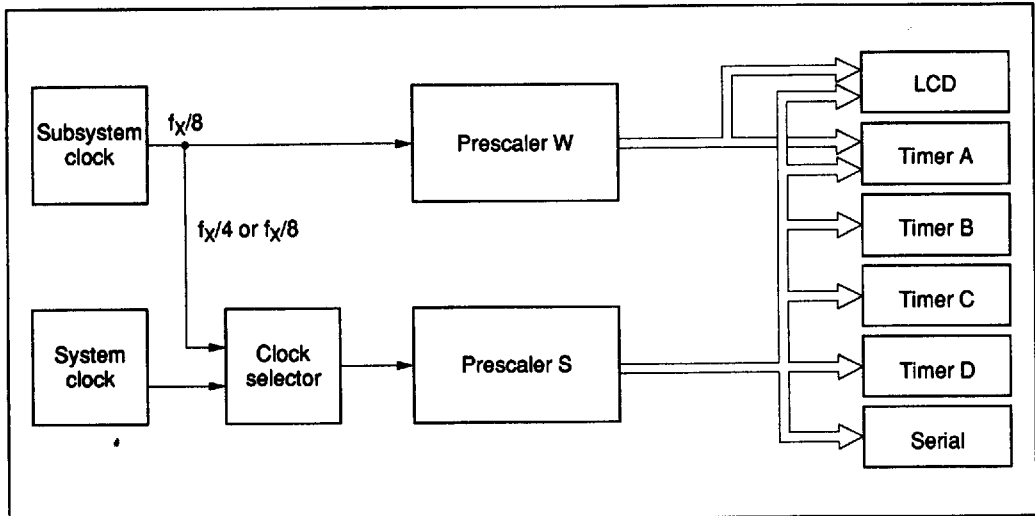 Subsystem
clock
fX/8
Prescaler W
LCD
Timer A
fX/4 or fX/8
Timer B
Timer C
System
clock
Clock
selector
Prescaler S
Timer D
Serial